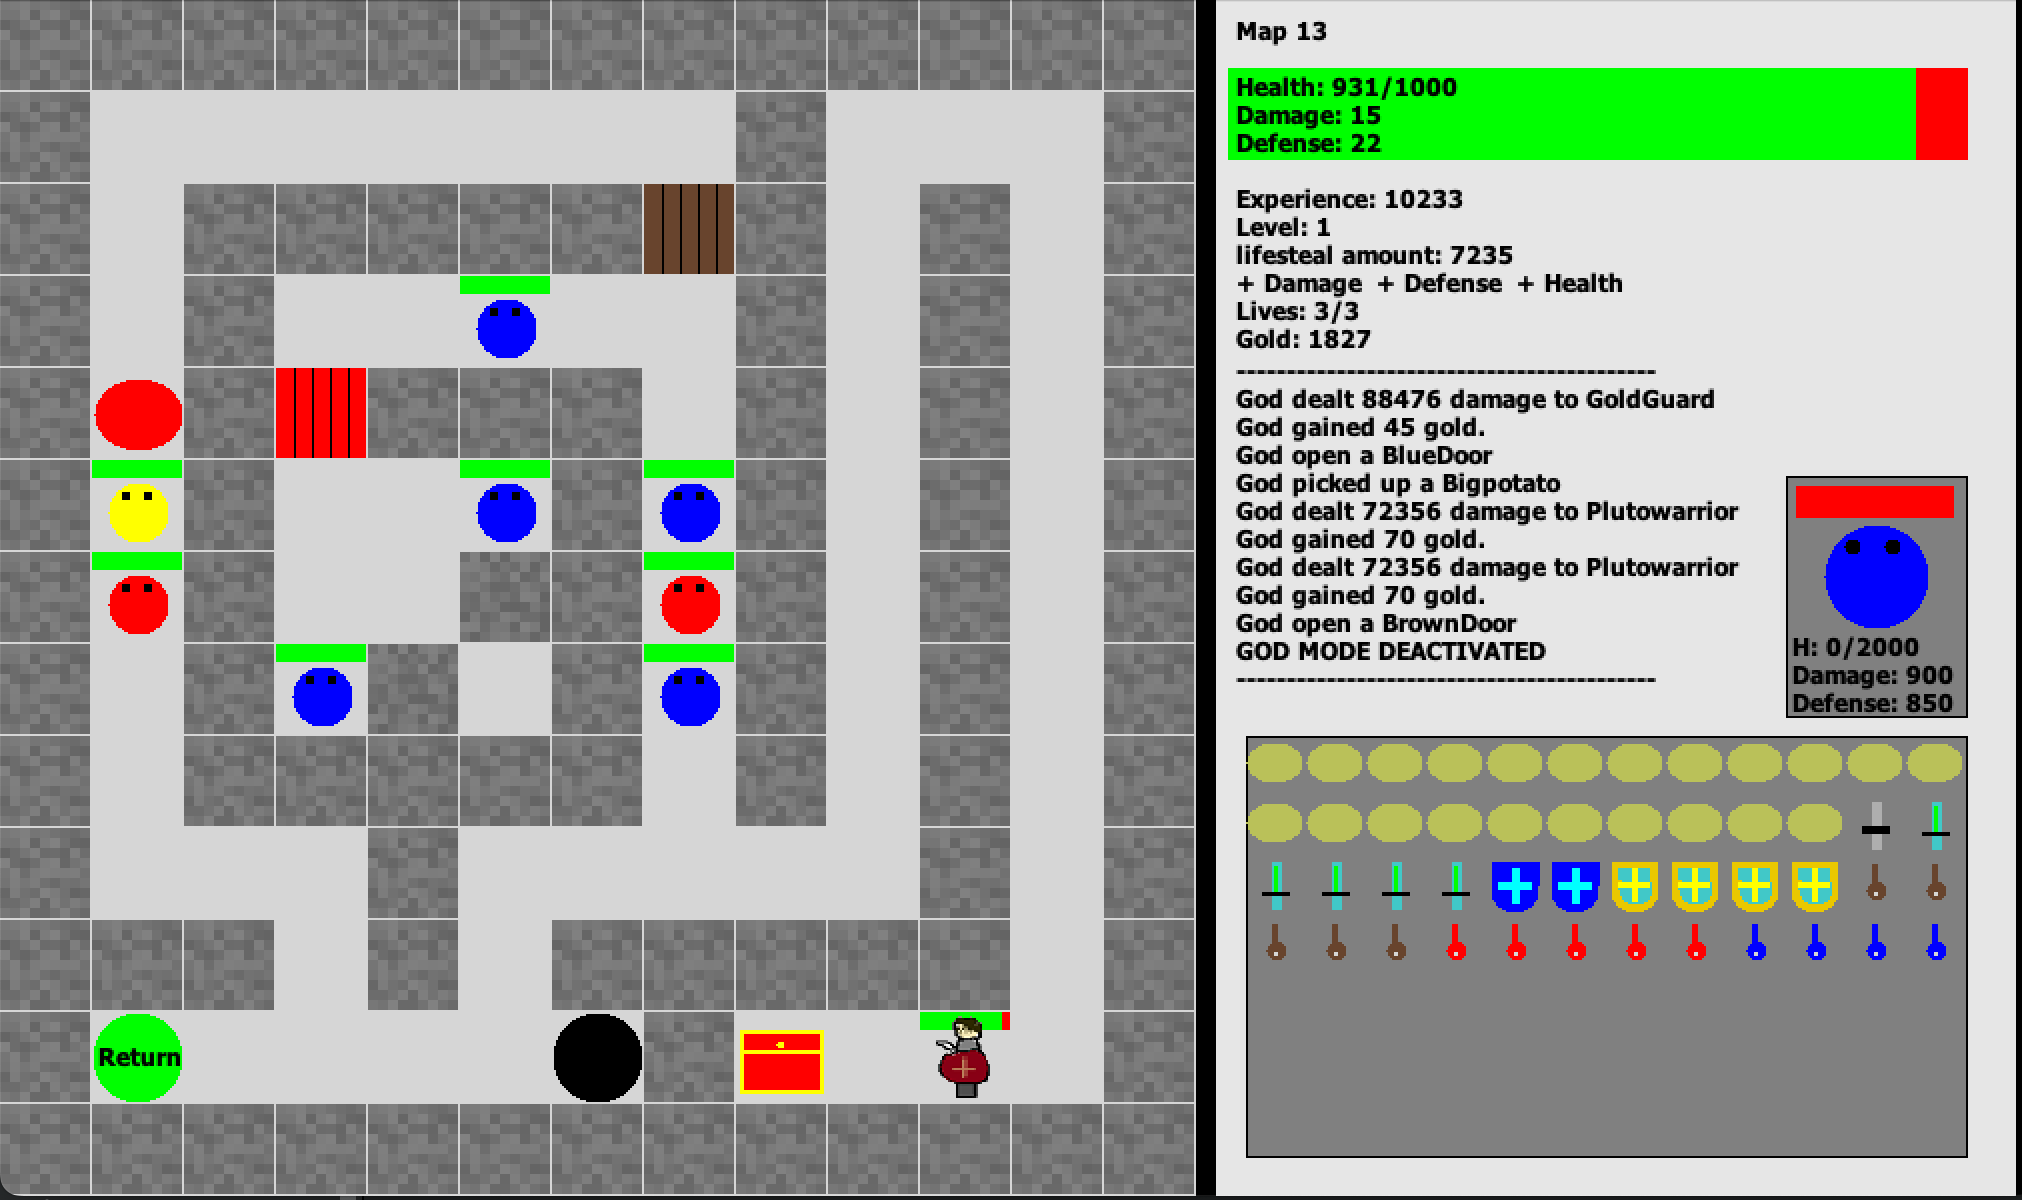 Map 13
Health: 931/1000
Damage: 15
Defense: 22
Experience: 10233
Level: 1
lifesteal amount: 7235
+ Damage + Defense + Health
Lives: 3/3
Gold: 1827
------------------------------------------
God dealt 88476 damage to GoldGuard
God gained 45 gold.
God open a BlueDoor
God picked up a Bigpotato
God dealt 72356 damage to Plutowarrior
God gained 70 gold.
God dealt 72356 damage to Plutowarrior
God gained 70 gold.
God open a BrownDoor
GOD MODE DEACTIVATED
------------------------------------------
H: 0/2000
Damage: 900
Defense: 850
Return